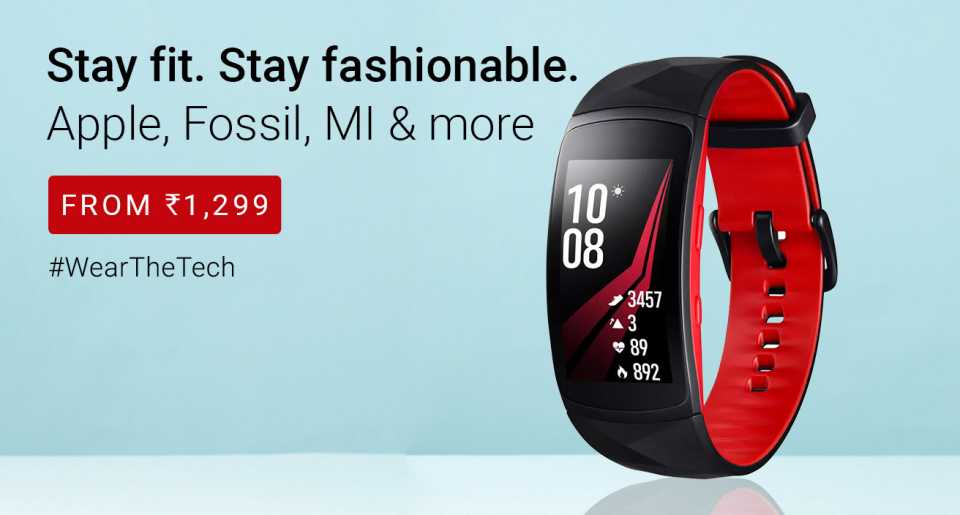 Stay fit. Stay fashionable.
Apple, Fossil, MI & more
FROM ₹1,299
#WearTheTech
10
08
3457
3
89
892